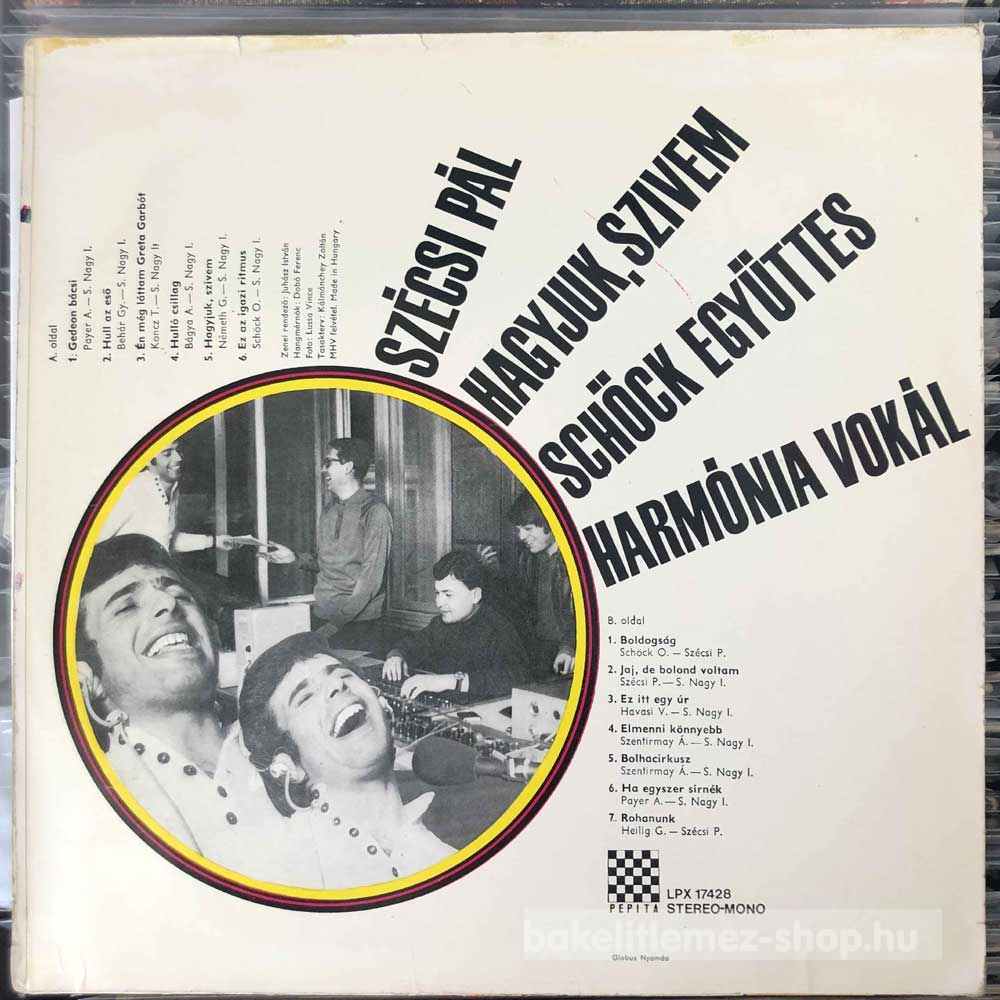 A. oldal
1. Gedeon bácsi
Payer A.—S. Nagy I.
2. Hull az eső
Behár Gy.—S. Nagy I.
3. Én még láttam Greta Garbót
Koncz T.—S. Nagy I.
4. Hulló csillag
Bágya A.—S. Nagy I.
5. Hagyjuk, szivem
Németh G.—S. Nagy I.
6. Ez az igazi ritmus
Schöck O.—S. Nagy I.
Zenei rendező: Juhász István
Hangmérnök: Dobó Ferenc
Foto: Lussa Vince
Tasakterv: Kálmánchey Zoltán
MHV felvétel. Made in Hungary
SZÉCSI PÁL
HAGYJUK, SZIVEM
SCHÖCK EGYÜTTES
HARMÓNIA VOKÁL
B. oldal
1. Boldogság
Schöck O. — Szécsi P.
2. Jaj, de bolond voltam
Szécsi P.—S. Nagy I.
3. Ez itt egy úr
Havasi V. — S. Nagy I.
4. Elmenni könnyebb
Szentirmay Á.—S. Nagy I.
5. Bolhacirkusz
Szentirmay Á.—S. Nagy I.
6. Ha egyszer sirnék
Payer A.—S. Nagy I.
7. Rohanunk
Heilig G. — Szécsi P.
LPX 17428
PEPITA STEREO-MONO
bakelitlemez-shop.hu
Globus Nyomda